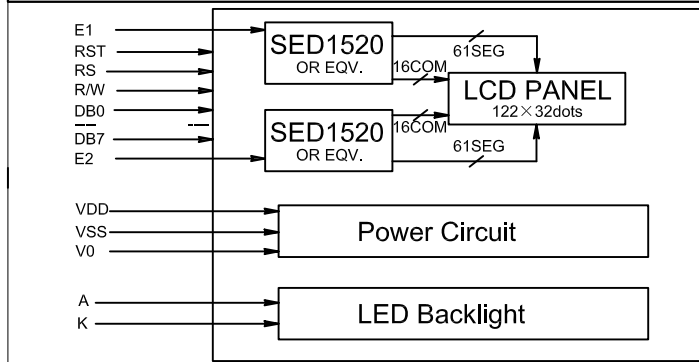 E1
RST
RS
R/W
DB0
DB7
E2
SED1520
OR EQV.
61SEG
16COM
LCD PANEL
122×32dots
SED1520
OR EQV.
16COM
61SEG
VDD
VSS
V0
Power Circuit
A
K
LED Backlight